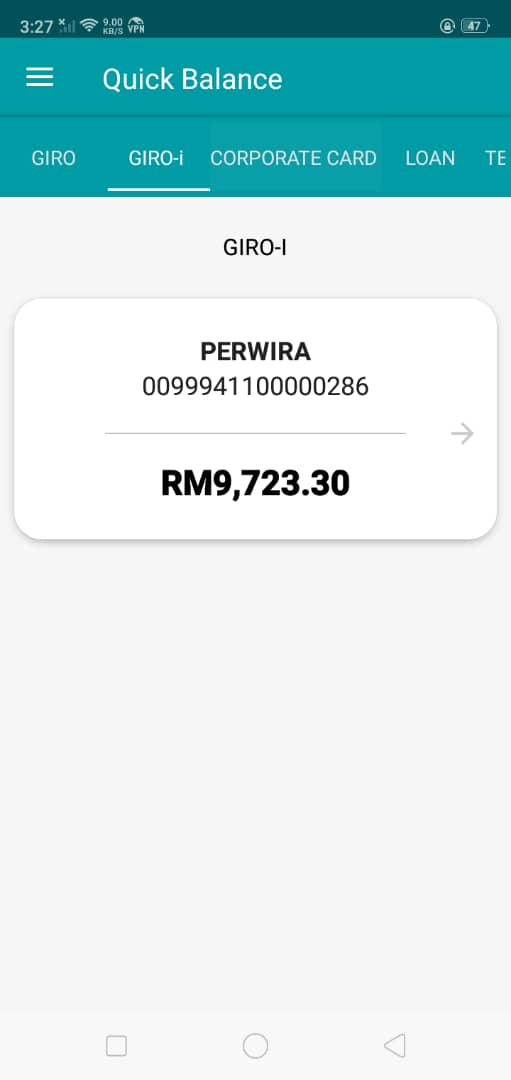 3:27 9.00 KB/S VPN 47
Quick Balance
GIRO GIRO-i CORPORATE CARD LOAN TE
GIRO-I
PERWIRA
0099941100000286
RM9,723.30